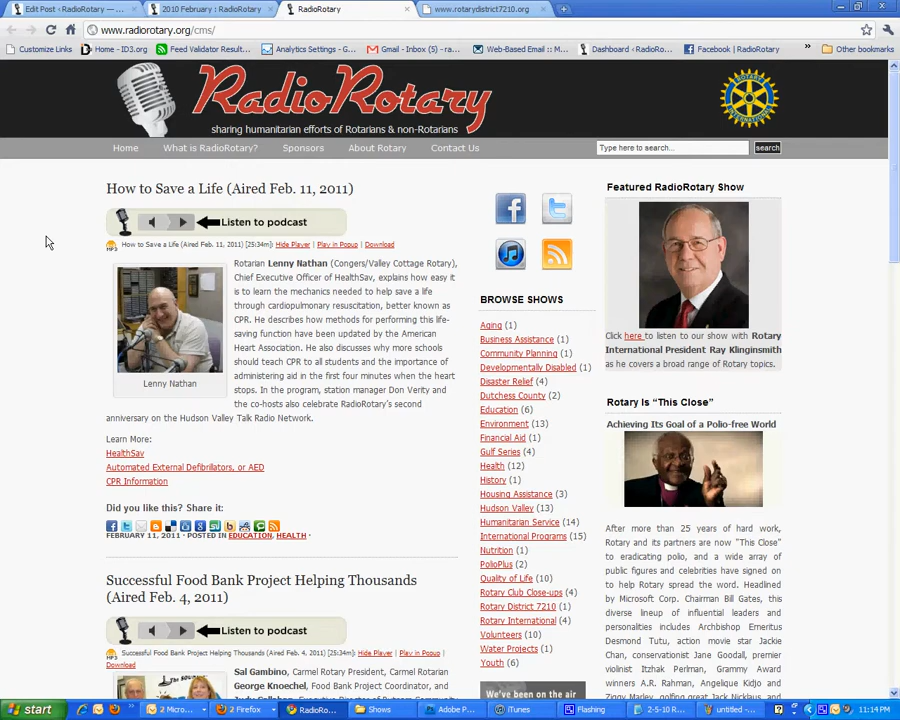 Edit Post ‹ RadioRotary — ...
2010 February : RadioRotary
RadioRotary
www.rotarydistrict7210.org
www.radiorotary.org/cms/
Customize Links
Home - ID3.org
Feed Validator Resul...
Analytics Settings - G...
Gmail - Inbox (5) - ra...
Web-Based Email :: M...
Dashboard ‹ RadioRo...
Facebook | RadioRotary
»
Other bookmarks
RadioRotary
sharing humanitarian efforts of Rotarians & non-Rotarians
Home
What is RadioRotary?
Sponsors
About Rotary
Contact Us
Type here to search...
search
How to Save a Life (Aired Feb. 11, 2011)
Listen to podcast
How to Save a Life (Aired Feb. 11, 2011) [25:34m]: Hide Player | Play in Popup | Download
Rotarian Lenny Nathan (Congers/Valley Cottage Rotary),
Chief Executive Officer of HealthSav, explains how easy it
is to learn the mechanics needed to help save a life
through cardiopulmonary resuscitation, better known as
CPR. He describes how methods for performing this life-
saving function have been updated by the American
Heart Association. He also discusses why more schools
should teach CPR to all students and the importance of
administering aid in the first four minutes when the heart
stops. In the program, station manager Don Verity and
the co-hosts also celebrate RadioRotary's second
anniversary on the Hudson Valley Talk Radio Network.
Lenny Nathan
Learn More:
HealthSav
Automated External Defibrillators, or AED
CPR Information
Did you like this? Share it:
FEBRUARY 11, 2011 · POSTED IN EDUCATION, HEALTH ·
Successful Food Bank Project Helping Thousands
(Aired Feb. 4, 2011)
Listen to podcast
Successful Food Bank Project Helping Thousands (Aired Feb. 4, 2011) [25:34m]: Hide Player | Play in Popup |
Download
Sal Gambino, Carmel Rotary President, Carmel Rotarian
George Knoechel, Food Bank Project Coordinator, and
BROWSE SHOWS
Aging (1)
Business Assistance (1)
Community Planning (1)
Developmentally Disabled (1)
Disaster Relief (4)
Dutchess County (2)
Education (6)
Environment (13)
Financial Aid (1)
Gulf Series (4)
Health (12)
History (1)
Housing Assistance (3)
Hudson Valley (13)
Humanitarian Service (14)
International Programs (15)
Nutrition (1)
PolioPlus (2)
Quality of Life (10)
Rotary Club Close-ups (4)
Rotary District 7210 (1)
Rotary International (4)
Volunteers (10)
Water Projects (1)
Youth (6)
We've been on the air
Featured RadioRotary Show
Click here to listen to our show with Rotary
International President Ray Klinginsmith
as he covers a broad range of Rotary topics.
Rotary Is "This Close"
Achieving Its Goal of a Polio-free World
After more than 25 years of hard work,
Rotary and its partners are now "This Close"
to eradicating polio, and a wide array of
public figures and celebrities have signed
on to help Rotary spread the word. Headlined
by Microsoft Corp. Chairman Bill Gates, this
diverse lineup of influential leaders and
personalities includes Archbishop Emeritus
Desmond Tutu, action movie star Jackie
Chan, conservationist Jane Goodall, premier
violinist Itzhak Perlman, Grammy Award
winners A.R. Rahman, Angelique Kidjo and
Ziggy Marley, golfing great Jack Nicklaus,
start
2 Micro...
2 Firefox
RadioRo...
Shows
Adobe P...
iTunes
Flashing
2-5-10 R...
untitled -...
11:14 PM